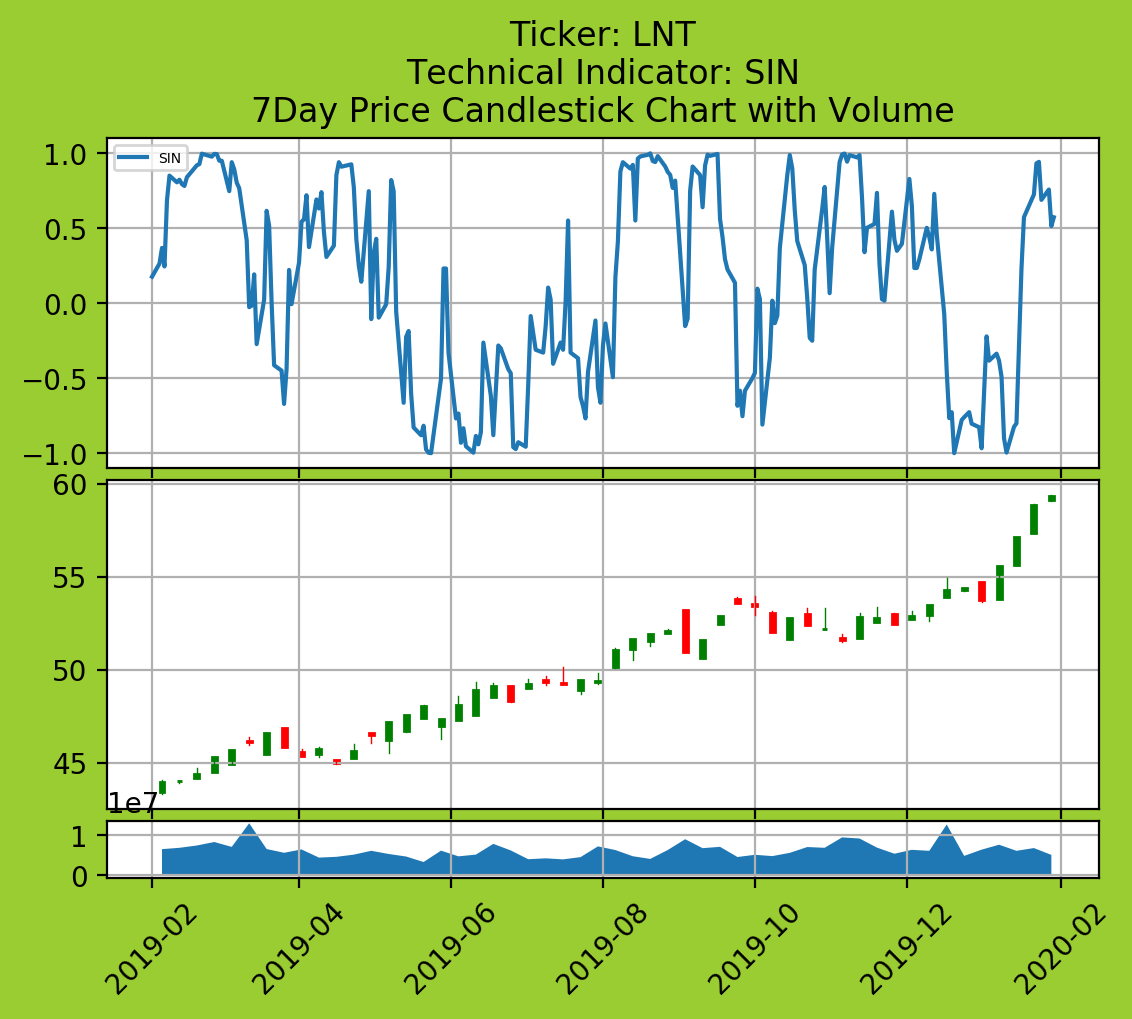 Ticker: LNT
Technical Indicator: SIN
7Day Price Candlestick Chart with Volume
SIN
1.0
0.5
0.0
−0.5
−1.0
60
55
50
45
1e7
1
0
2019-02 2019-04 2019-06 2019-08 2019-10 2019-12 2020-02